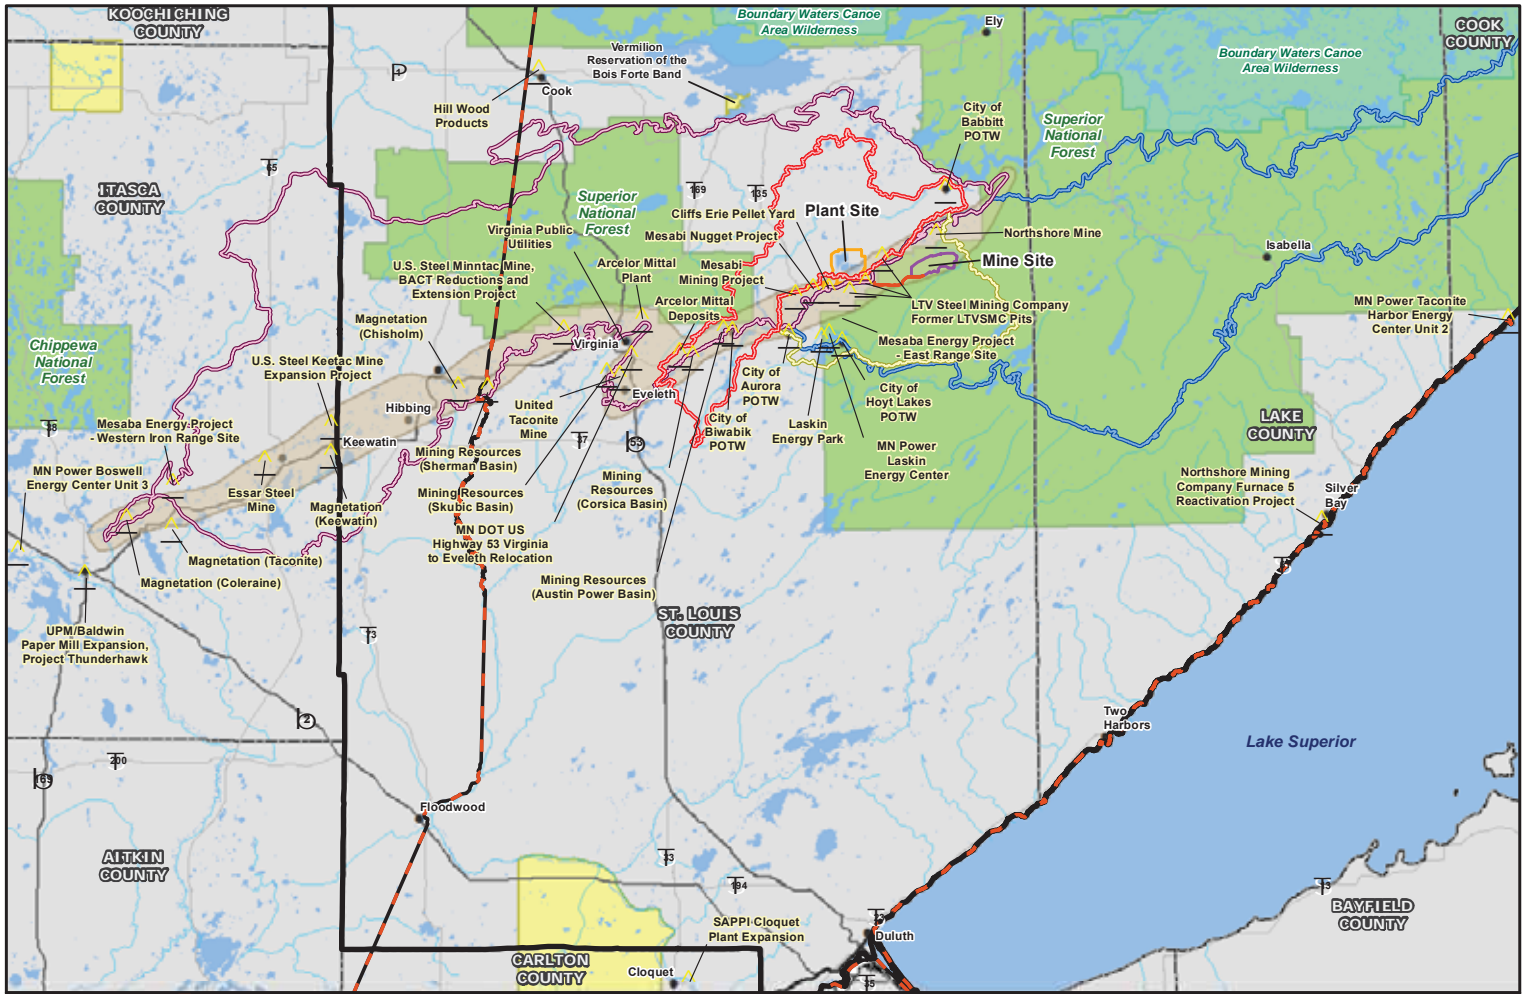 KOOCHICHING
COUNTY
Boundary Waters Canoe
Area Wilderness
Ely
COOK
COUNTY
Vermilion
Reservation of the
Bois Forte Band
Boundary Waters Canoe
Area Wilderness
1
Cook
Hill Wood
Products
City of
Babbitt
POTW
Superior
National
Forest
65
ITASCA
COUNTY
169
135
Superior
National
Forest
Cliffs Erie Pellet Yard
Plant Site
Virginia Public
Utilities
Mesabi Nugget Project
Northshore Mine
Isabella
U.S. Steel Minntac Mine,
BACT Reductions and
Extension Project
Arcelor Mittal
Plant
Mesabi
Mining Project
Mine Site
Arcelor Mittal
Deposits
LTV Steel Mining Company
Former LTVSMC Pits
MN Power Taconite
Harbor Energy
Center Unit 2
Magnetation
(Chisholm)
Virginia
Mesaba Energy Project
- East Range Site
Chippewa
National
Forest
U.S. Steel Keetac Mine
Expansion Project
City of
Aurora
POTW
City of
Hoyt Lakes
POTW
Eveleth
Hibbing
United
Taconite
Mine
City of
Biwabik
POTW
Laskin
Energy Park
LAKE
COUNTY
38
Mesaba Energy Project
- Western Iron Range Site
Keewatin
37
53
MN Power
Laskin
Energy Center
Mining Resources
(Sherman Basin)
MN Power Boswell
Energy Center Unit 3
Essar Steel
Mine
Magnetation
(Keewatin)
Mining Resources
(Skubic Basin)
Mining
Resources
(Corsica Basin)
Northshore Mining
Company Furnace 5
Reactivation Project
Silver
Bay
MN DOT US
Highway 53 Virginia
to Eveleth Relocation
Magnetation (Taconite)
Magnetation (Coleraine)
Mining Resources
(Austin Power Basin)
ST. LOUIS
COUNTY
73
UPM/Baldwin
Paper Mill Expansion,
Project Thunderhawk
2
Two
Harbors
Lake Superior
200
169
Floodwood
AITKIN
COUNTY
33
194
13
BAYFIELD
COUNTY
SAPPI Cloquet
Plant Expansion
Duluth
CARLTON
COUNTY
Cloquet
35